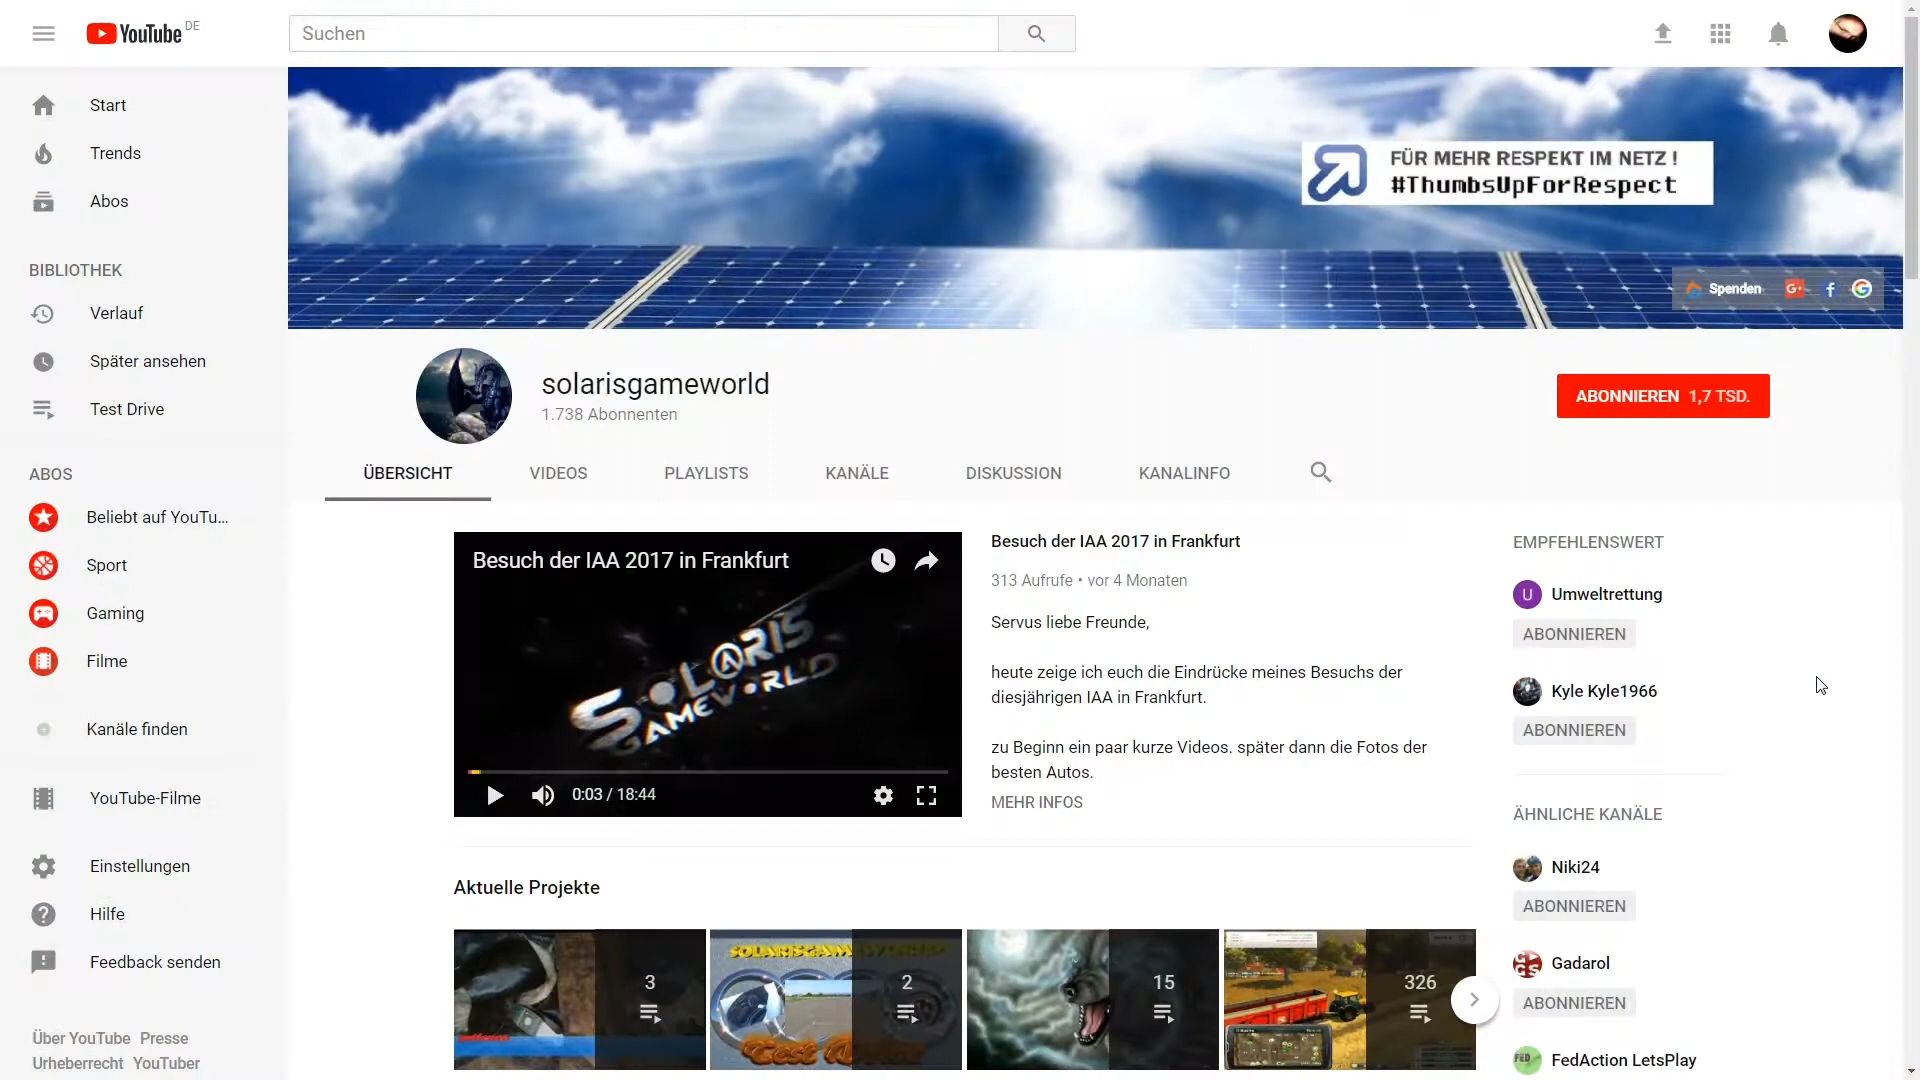 YouTube DE
Suchen
Start
Trends
Abos
BIBLIOTHEK
Verlauf
Später ansehen
Test Drive
ABOS
Beliebt auf YouTu...
Sport
Gaming
Filme
Kanäle finden
YouTube-Filme
Einstellungen
Hilfe
Feedback senden
Über YouTube Presse
Urheberrecht YouTuber
FÜR MEHR RESPEKT IM NETZ !
#ThumbsUpForRespect
Spenden
solarisgameworld
1.738 Abonnenten
ABONNIEREN 1,7 TSD.
ÜBERSICHT VIDEOS PLAYLISTS KANÄLE DISKUSSION KANALINFO
Besuch der IAA 2017 in Frankfurt
SOLARIS
GAMEWORLD
0:03 / 18:44
Besuch der IAA 2017 in Frankfurt
313 Aufrufe • vor 4 Monaten
Servus liebe Freunde,
heute zeige ich euch die Eindrücke meines Besuchs der
diesjährigen IAA in Frankfurt.
zu Beginn ein paar kurze Videos. später dann die Fotos der
besten Autos.
MEHR INFOS
Aktuelle Projekte
3
2
15
326
EMPFEHLENSWERT
U Umweltrettung
ABONNIEREN
Kyle Kyle1966
ABONNIEREN
ÄHNLICHE KANÄLE
Niki24
ABONNIEREN
Gadarol
ABONNIEREN
FedAction LetsPlay